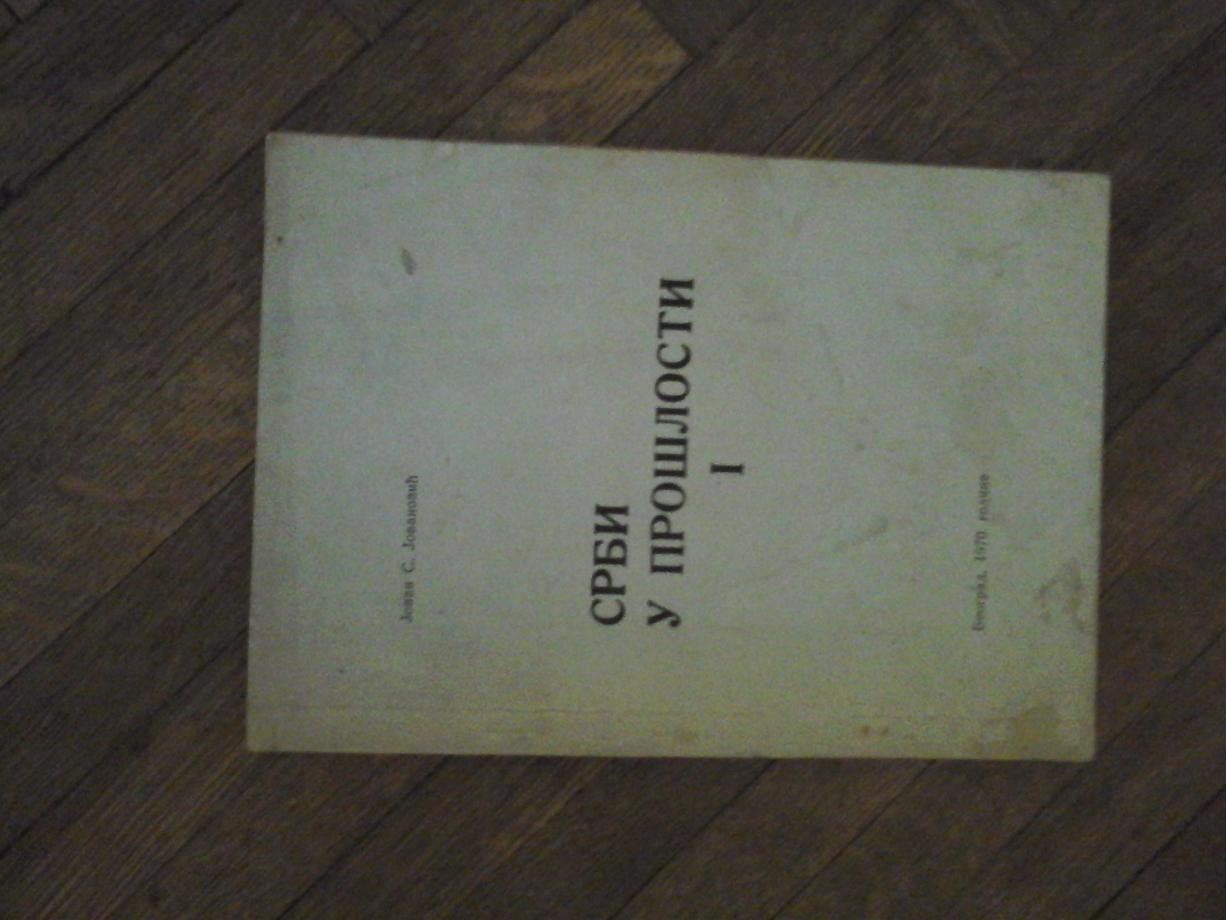 Јован С. Јовановић
СРБИ
У ПРОШЛОСТИ
I
Београд, 1970 године